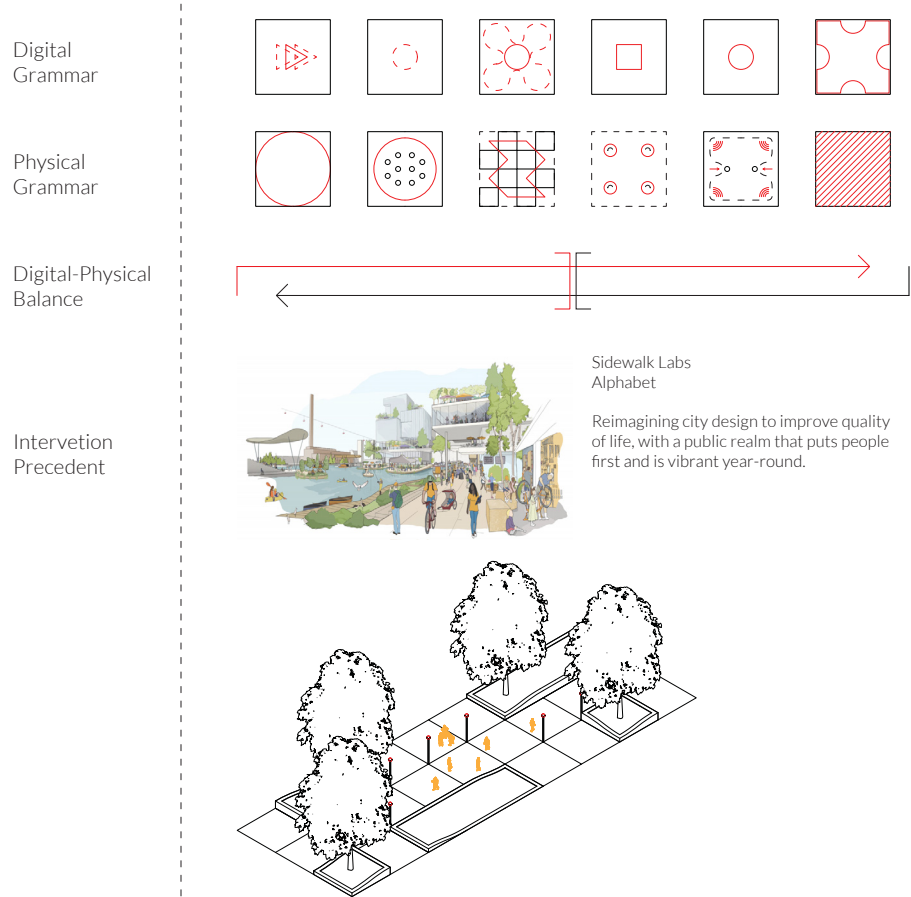 Digital
Grammar
Physical
Grammar
Digital-Physical
Balance
Intervetion
Precedent
Sidewalk Labs
Alphabet
Reimagining city design to improve quality
of life, with a public realm that puts people
first and is vibrant year-round.